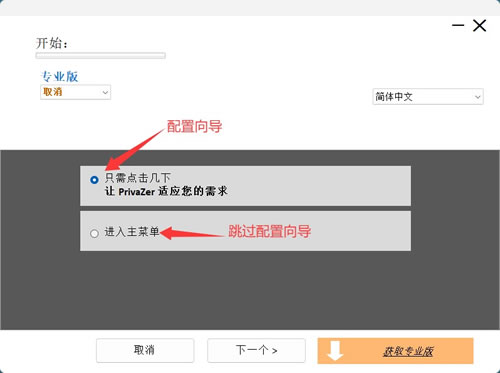 开始：
专业版
取消
简体中文
配置向导
只需点击几下
让 PrivaZer 适应您的需求
进入主菜单
跳过配置向导
取消
下一个 >
获取专业版